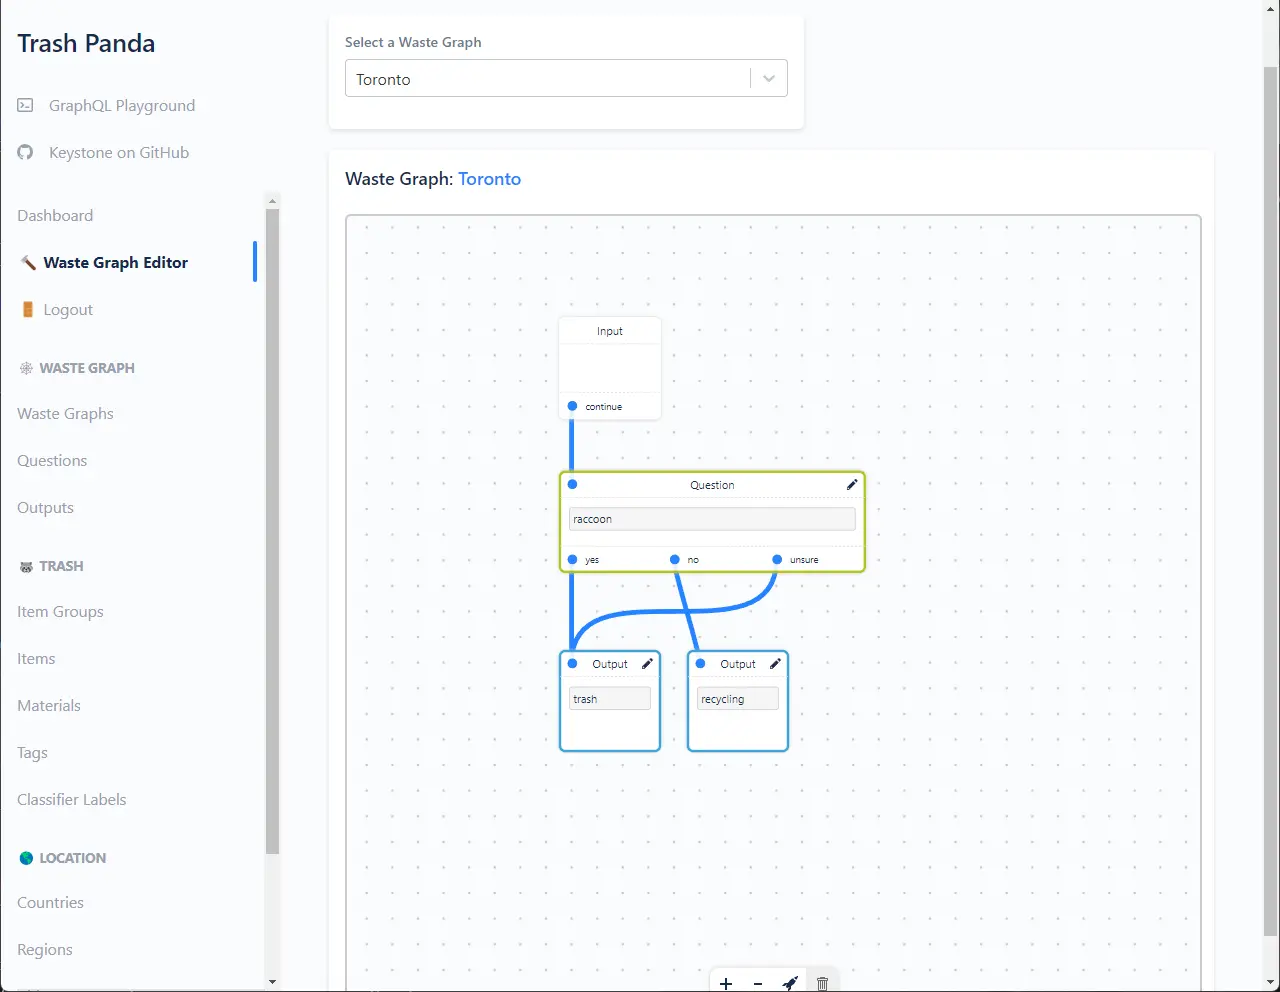 Trash Panda
GraphQL Playground
Keystone on GitHub
Dashboard
Waste Graph Editor
Logout
WASTE GRAPH
Waste Graphs
Questions
Outputs
TRASH
Item Groups
Items
Materials
Tags
Classifier Labels
LOCATION
Countries
Regions
Select a Waste Graph
Toronto
Waste Graph: Toronto
Input
continue
Question
raccoon
yes no unsure
Output Output
trash recycling